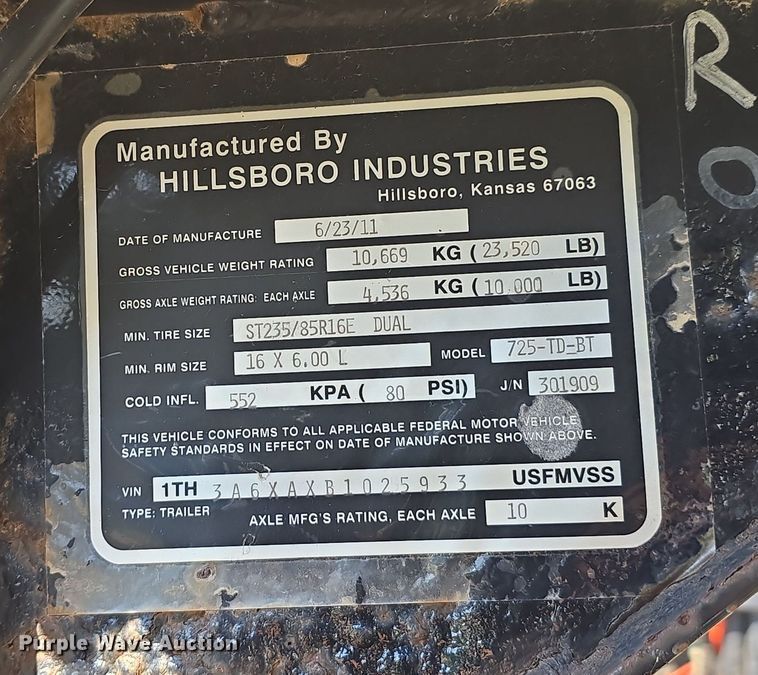 R
O
Manufactured By
HILLSBORO INDUSTRIES
Hillsboro, Kansas 67063
DATE OF MANUFACTURE 6/23/11
GROSS VEHICLE WEIGHT RATING 10,669 KG ( 23,520 LB)
GROSS AXLE WEIGHT RATING: EACH AXLE 4,536 KG ( 10,000 LB)
MIN. TIRE SIZE ST235/85R16E DUAL
MIN. RIM SIZE 16 X 6.00 L MODEL 725-TD-BT
COLD INFL. 552 KPA ( 80 PSI) J/N 301909
THIS VEHICLE CONFORMS TO ALL APPLICABLE FEDERAL MOTOR VEHICLE
SAFETY STANDARDS IN EFFECT ON DATE OF MANUFACTURE SHOWN ABOVE.
VIN 1TH 3A6XAXB1025933 USFMVSS
TYPE: TRAILER AXLE MFG'S RATING, EACH AXLE 10 K
Purple Wave Auction